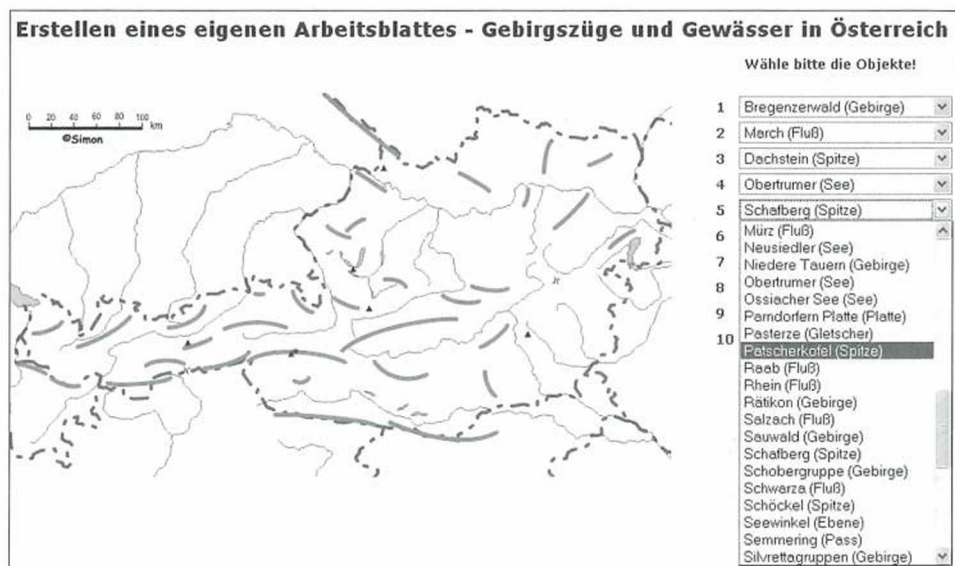 Erstellen eines eigenen Arbeitsblattes - Gebirgszüge und Gewässer in Österreich
Wähle bitte die Objekte!
0 20 40 60 80 100
km
©Simon
1 Bregenzerwald (Gebirge)
2 March (Fluß)
3 Dachstein (Spitze)
4 Obertrumer (See)
5 Schafberg (Spitze)
6
7
8
9
10
Mürz (Fluß)
Neusiedler (See)
Niedere Tauern (Gebirge)
Obertrumer (See)
Ossiacher See (See)
Parndorfern Platte (Platte)
Pasterze (Gletscher)
Patscherkofel (Spitze)
Raab (Fluß)
Rhein (Fluß)
Rätikon (Gebirge)
Salzach (Fluß)
Sauwald (Gebirge)
Schafberg (Spitze)
Schobergruppe (Gebirge)
Schwarza (Fluß)
Schöckel (Spitze)
Seewinkel (Ebene)
Semmering (Pass)
Silvrettagruppen (Gebirge)